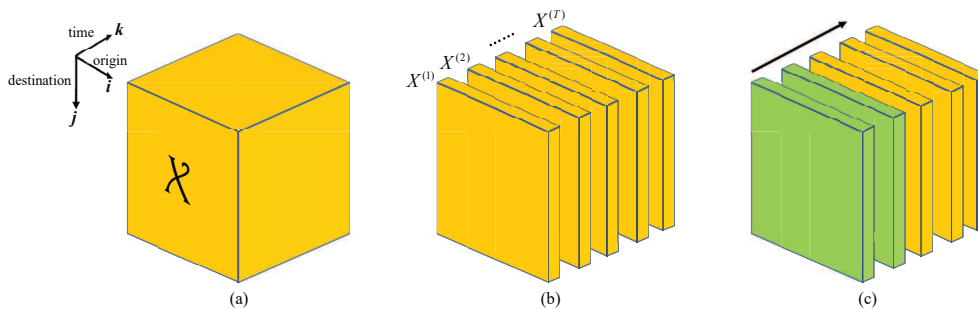 time k
origin
destination i
j
X
(a)
X^(1) X^(2) ...... X^(T)
(b)
(c)